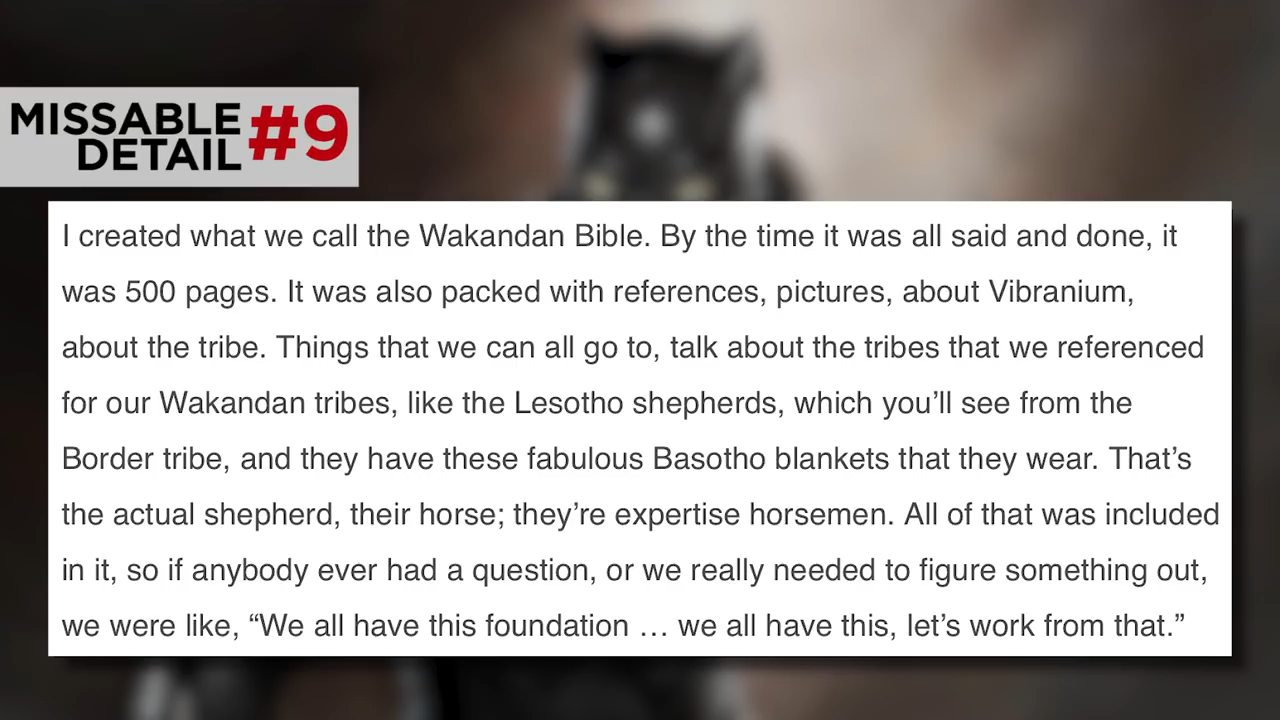 MISSABLE
DETAIL
#9
I created what we call the Wakandan Bible. By the time it was all said and done, it
was 500 pages. It was also packed with references, pictures, about Vibranium,
about the tribe. Things that we can all go to, talk about the tribes that we referenced
for our Wakandan tribes, like the Lesotho shepherds, which you’ll see from the
Border tribe, and they have these fabulous Basotho blankets that they wear. That’s
the actual shepherd, their horse; they’re expertise horsemen. All of that was included
in it, so if anybody ever had a question, or we really needed to figure something out,
we were like, “We all have this foundation … we all have this, let’s work from that.”